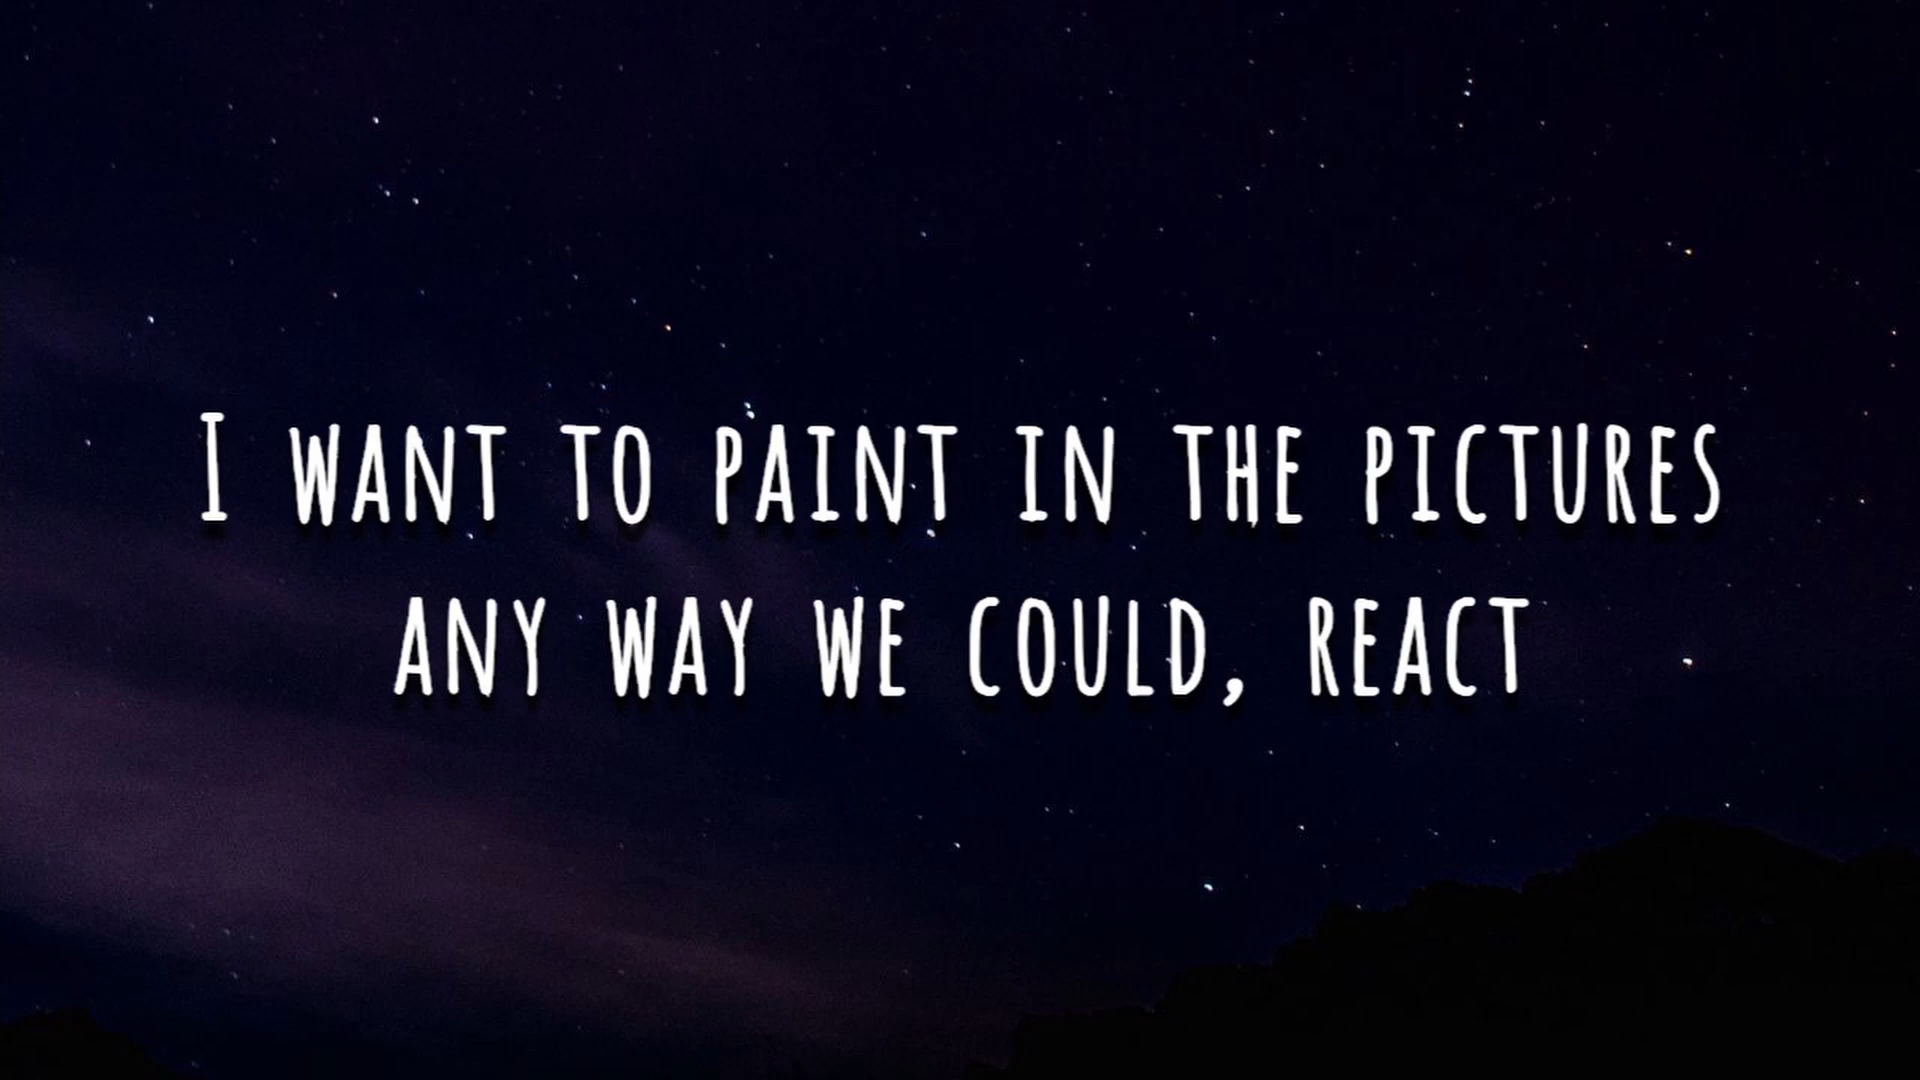 I WANT TO PAINT IN THE PICTURES
ANY WAY WE COULD, REACT